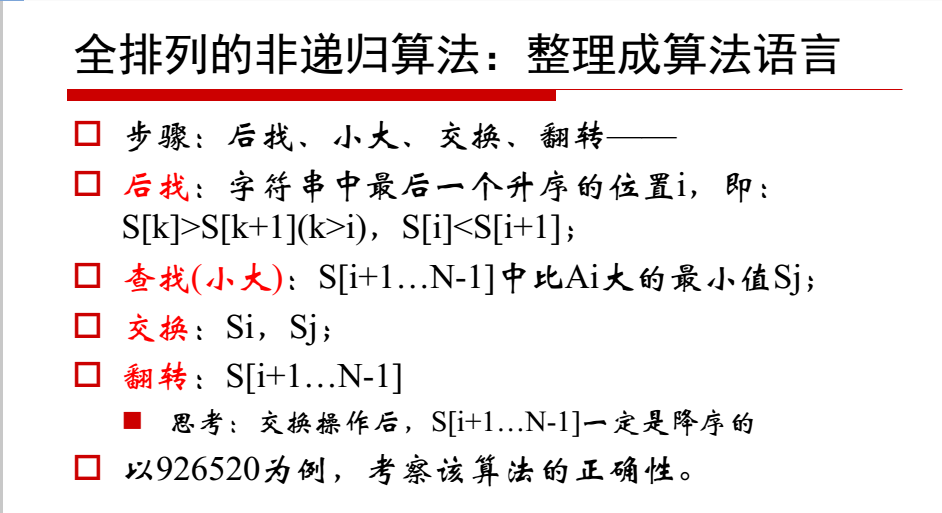 全排列的非递归算法：整理成算法语言
步骤：后找、小大、交换、翻转——
后找：字符串中最后一个升序的位置i，即：
S[k]>S[k+1](k>i)，S[i]<S[i+1]；
查找(小大)：S[i+1…N-1]中比Ai大的最小值Sj；
交换：Si，Sj；
翻转：S[i+1…N-1]
思考：交换操作后，S[i+1…N-1]一定是降序的
以926520为例，考察该算法的正确性。